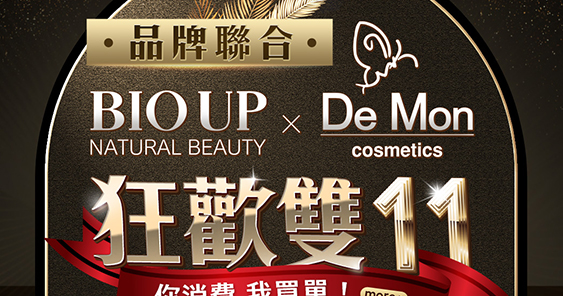 • 品牌聯合 •
BIO UP × De Mon
NATURAL BEAUTY
cosmetics
狂歡雙11
你消費 我買單！
more